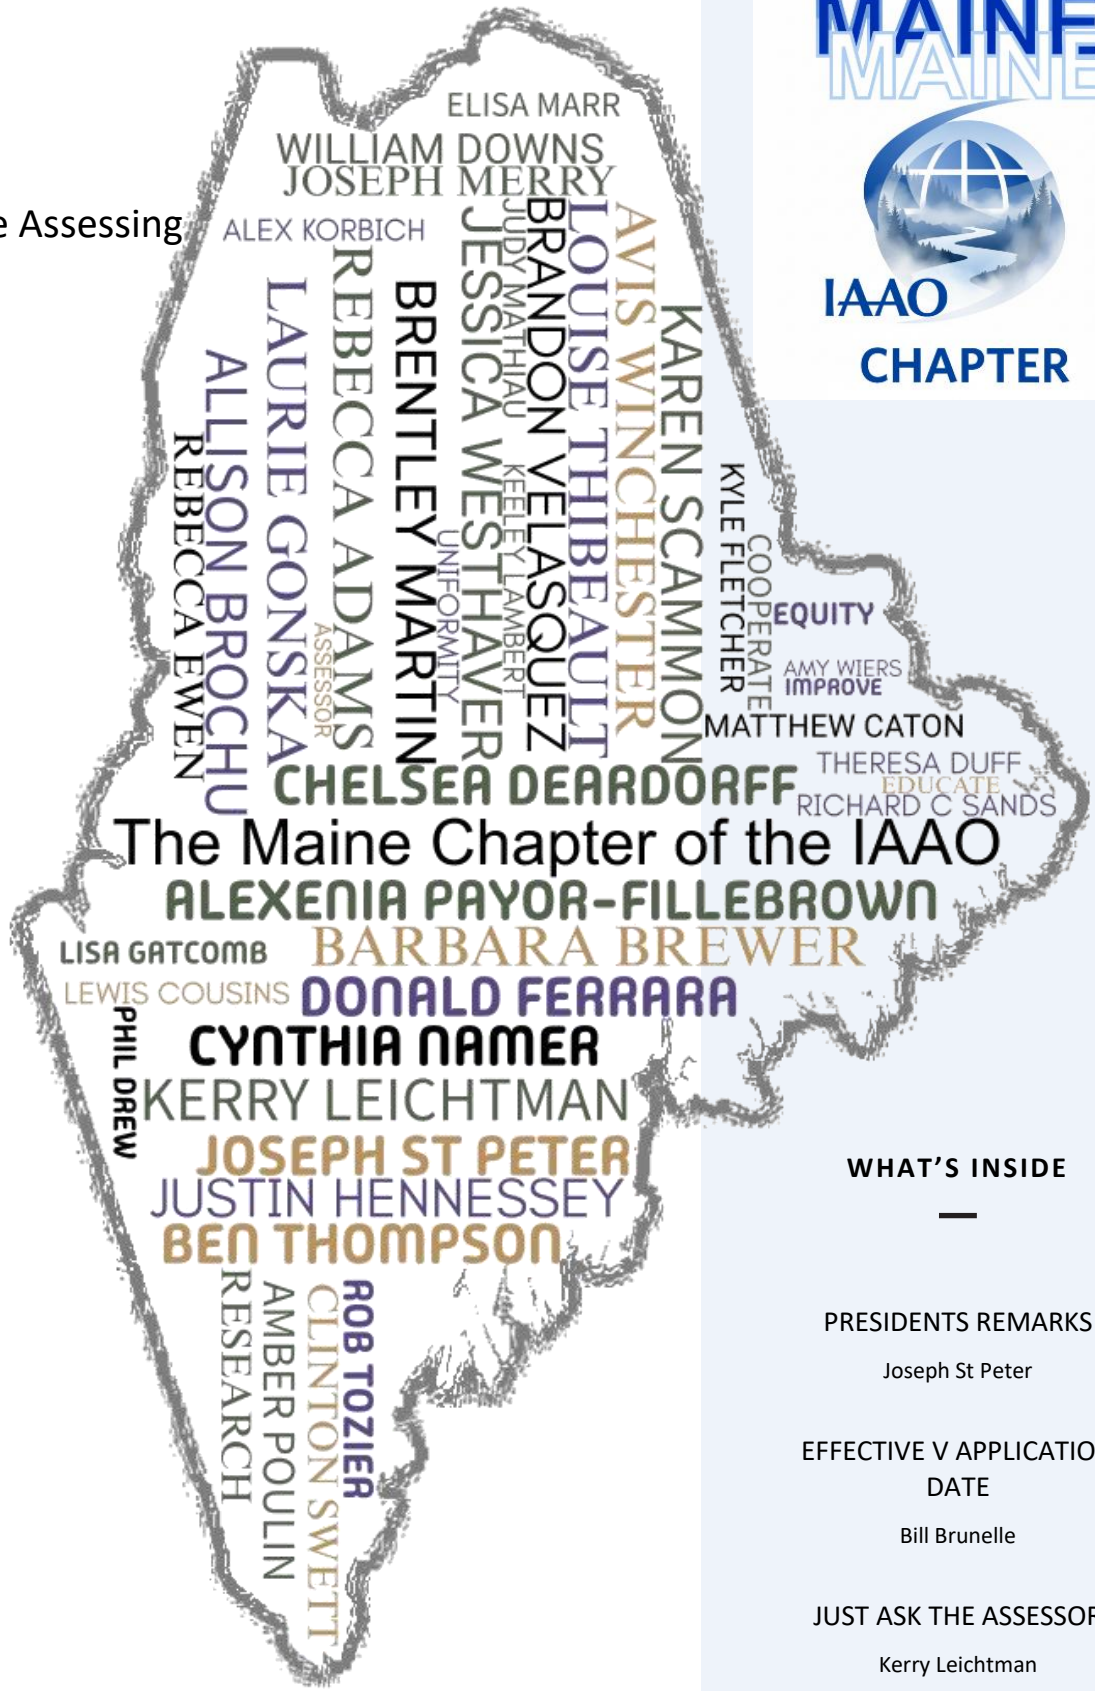 MAINE
MAINE
IAAO
CHAPTER
e Assessing
ELISA MARR
WILLIAM DOWNS
JOSEPH MERRY
ALEX KORBICH
REBECCA EWEN
ALLISON BROCHU
LAURIE GONSKA
ASSESSOR
REBECCA ADAMS
BRENTLEY MARTIN
UNIFORMITY
JESSICA WESTHAVER
JUDY MATHIAU
KEELEY LAMBERT
BRANDON VELASQUEZ
LOUISE THIBEAULT
AVIS WINCHESTER
KAREN SCAMMON
KYLE FLETCHER
COOPERATE
EQUITY
AMY WIERS
IMPROVE
MATTHEW CATON
THERESA DUFF
EDUCATE
RICHARD C SANDS
CHELSEA DEARDORFF
The Maine Chapter of the IAAO
ALEXENIA PAYOR-FILLEBROWN
LISA GATCOMB
BARBARA BREWER
LEWIS COUSINS
DONALD FERRARA
PHIL DREW
CYNTHIA NAMER
KERRY LEICHTMAN
JOSEPH ST PETER
JUSTIN HENNESSEY
BEN THOMPSON
RESEARCH
AMBER POULIN
CLINTON SWETT
ROB TOZIER
WHAT'S INSIDE
PRESIDENTS REMARKS
Joseph St Peter
EFFECTIVE V APPLICATIO
DATE
Bill Brunelle
JUST ASK THE ASSESSOR
Kerry Leichtman